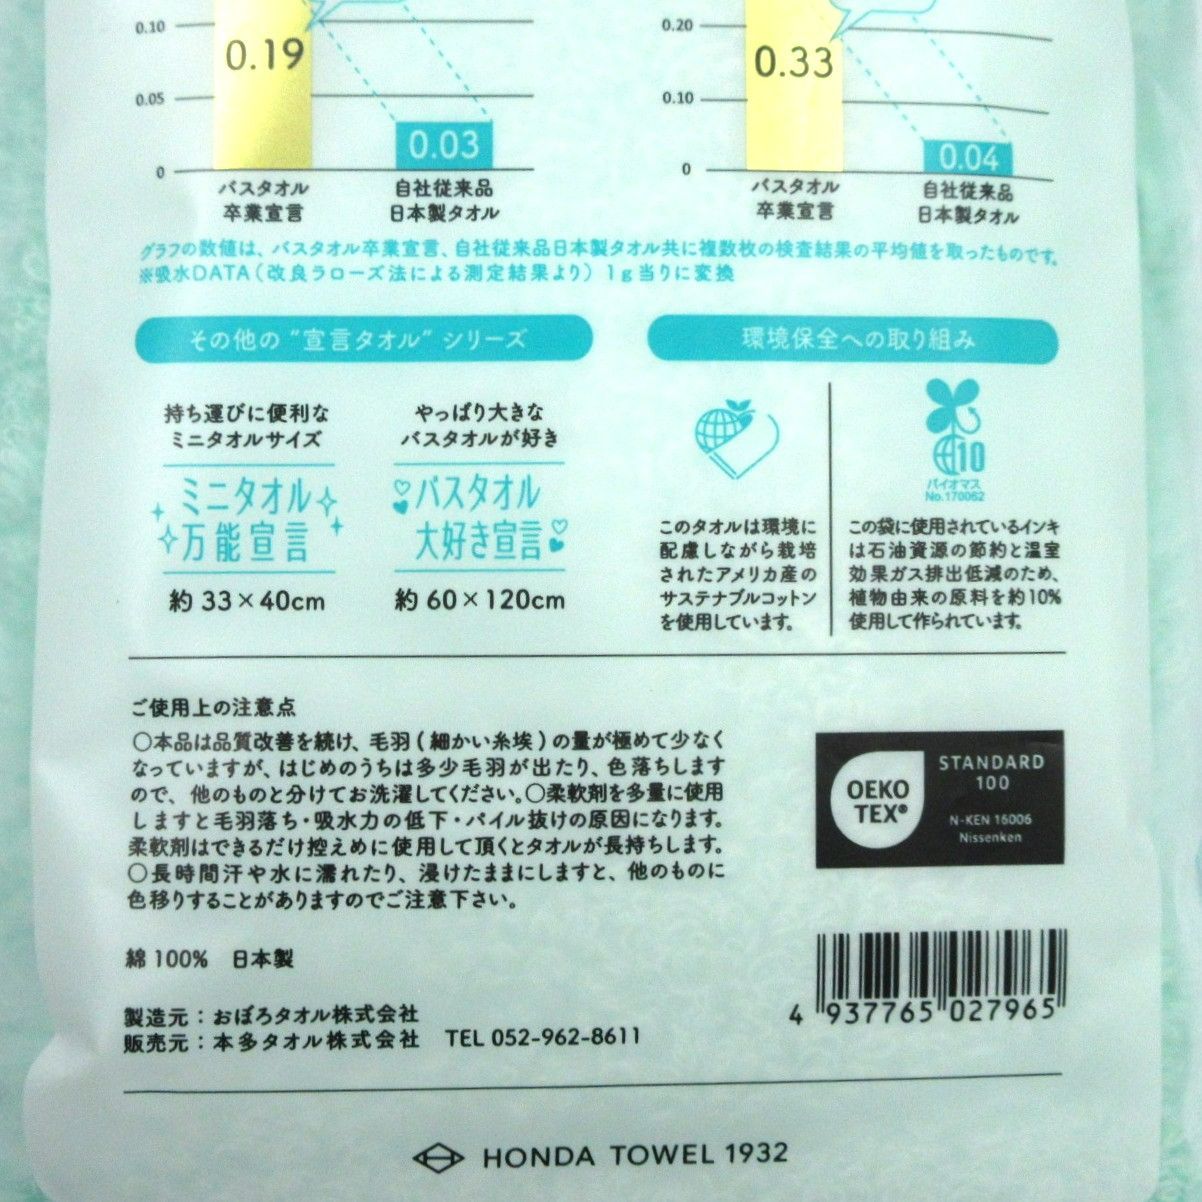 0.10
0.05
0
0.19
0.03
バスタオル
卒業宣言
自社従来品
日本製タオル
0.20
0.10
0
0.33
0.04
バスタオル
卒業宣言
自社従来品
日本製タオル
グラフの数値は、バスタオル卒業宣言、自社従来品日本製タオル共に複数枚の検査結果の平均値を取ったものです。
※吸水DATA(改良ラローズ法による測定結果より) 1g当りに変換
その他の“宣言タオル”シリーズ
持ち運びに便利な
ミニタオルサイズ
ミニタオル
万能宣言
約 33×40cm
やっぱり大きな
バスタオルが好き
バスタオル
大好き宣言
約 60×120cm
環境保全への取り組み
このタオルは環境に
配慮しながら栽培
されたアメリカ産の
サステナブルコットン
を使用しています。
10
バイオマス
No.170062
この袋に使用されているインキ
は石油資源の節約と温室
効果ガス排出低減のため、
植物由来の原料を約10%
使用して作られています。
ご使用上の注意点
○本品は品質改善を続け、毛羽(細かい糸埃)の量が極めて少なく
なっていますが、はじめのうちは多少毛羽が出たり、色落ちします
ので、他のものと分けてお洗濯してください。○柔軟剤を多量に使用
しますと毛羽落ち・吸水力の低下・パイル抜けの原因になります。
柔軟剤はできるだけ控えめに使用して頂くとタオルが長持ちします。
○長時間汗や水に濡れたり、浸けたままにしますと、他のものに
色移りすることがありますのでご注意下さい。
OEKO
TEX®
STANDARD
100
N-KEN 16006
Nissenken
綿 100% 日本製
製造元：おぼろタオル株式会社
販売元：本多タオル株式会社 TEL 052-962-8611
4 937765 027965
HONDA TOWEL 1932